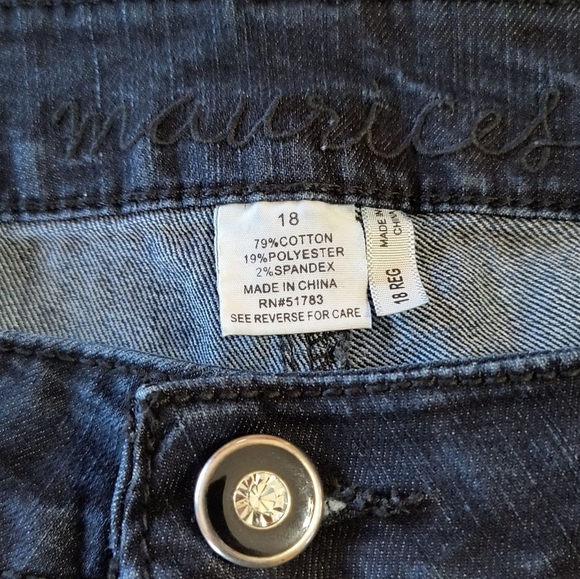 maurices
18
79%COTTON
19%POLYESTER
2%SPANDEX
MADE IN CHINA
RN#51783
SEE REVERSE FOR CARE
MADE IN
CHINA
18 REG